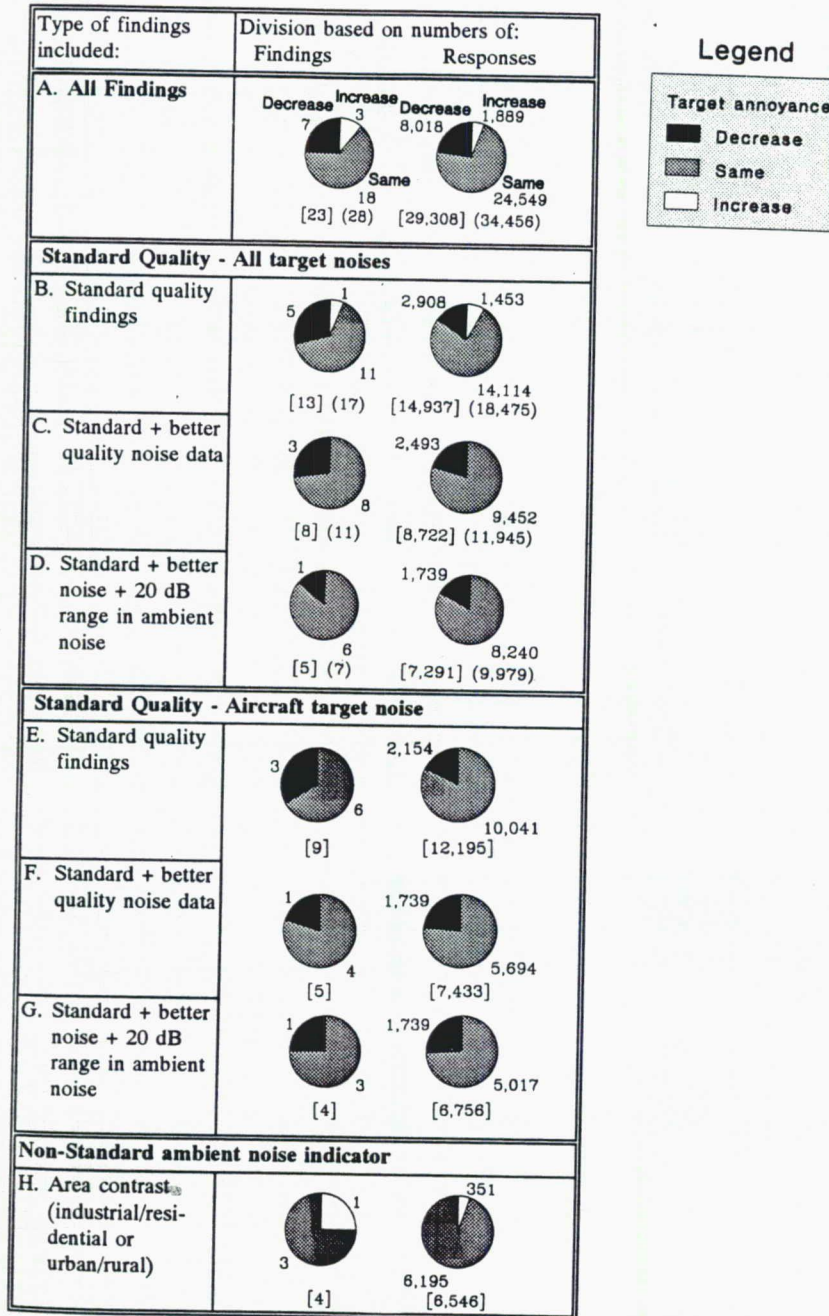 Type of findings included:
Division based on numbers of:
Findings Responses
Legend
Target annoyance
Decrease
Same
Increase
A. All Findings
Decrease Increase Decrease Increase
7 3 8,018 1,889
Same Same
18 24,549
[23] (28) [29,308] (34,456)
Standard Quality - All target noises
B. Standard quality
findings
5 1 2,908 1,453
11 14,114
[13] (17) [14,937] (18,475)
C. Standard + better
quality noise data
3 2,493
8 9,452
[8] (11) [8,722] (11,945)
D. Standard + better
noise + 20 dB
range in ambient
noise
1 1,739
6 8,240
[5] (7) [7,291] (9,979)
Standard Quality - Aircraft target noise
E. Standard quality
findings
3 2,154
6 10,041
[9] [12,195]
F. Standard + better
quality noise data
1 1,739
4 5,694
[5] [7,433]
G. Standard + better
noise + 20 dB
range in ambient
noise
1 1,739
3 5,017
[4] [6,756]
Non-Standard ambient noise indicator
H. Area contrast
(industrial/resi-
dential or
urban/rural)
1 351
3 6,195
[4] [6,546]